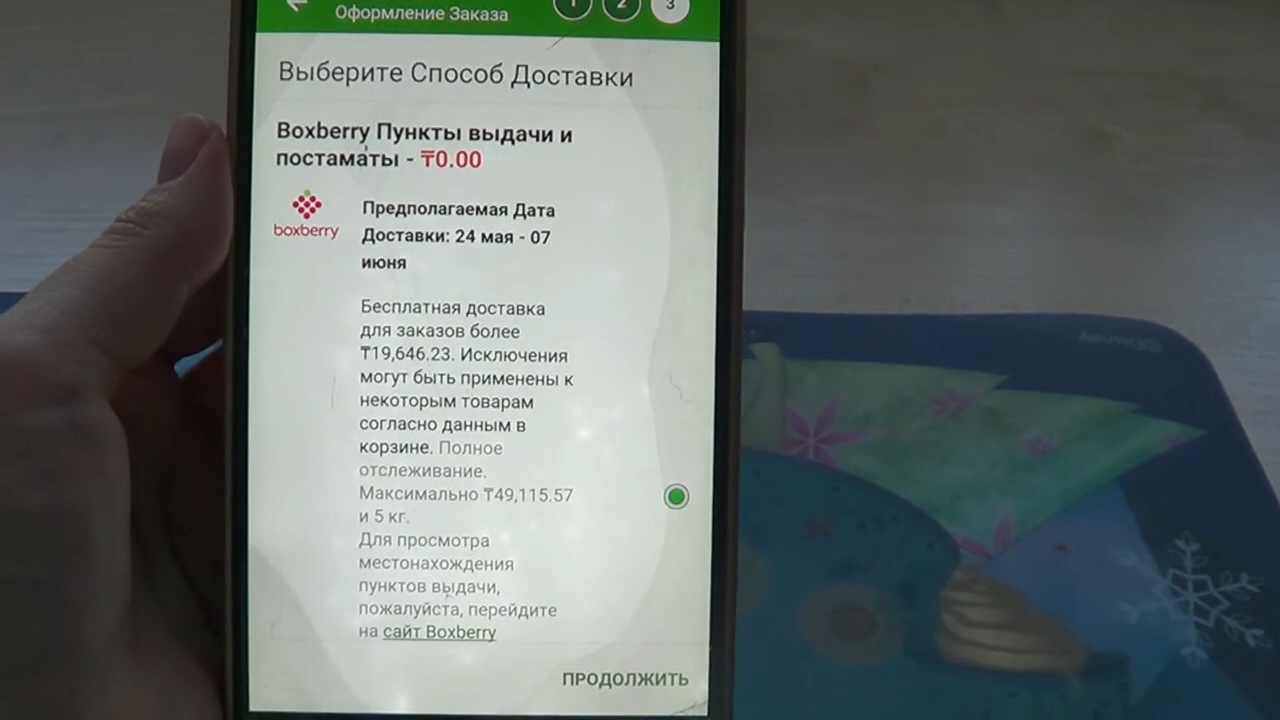 Оформление Заказа
1 2 3
Выберите Способ Доставки
Boxberry Пункты выдачи и
постаматы - ₸0.00
boxberry
Предполагаемая Дата
Доставки: 24 мая - 07
июня
Бесплатная доставка
для заказов более
₸19,646.23. Исключения
могут быть применены к
некоторым товарам
согласно данным в
корзине. Полное
отслеживание.
Максимально ₸49,115.57
и 5 кг.
Для просмотра
местонахождения
пунктов выдачи,
пожалуйста, перейдите
на сайт Boxberry
ПРОДОЛЖИТЬ